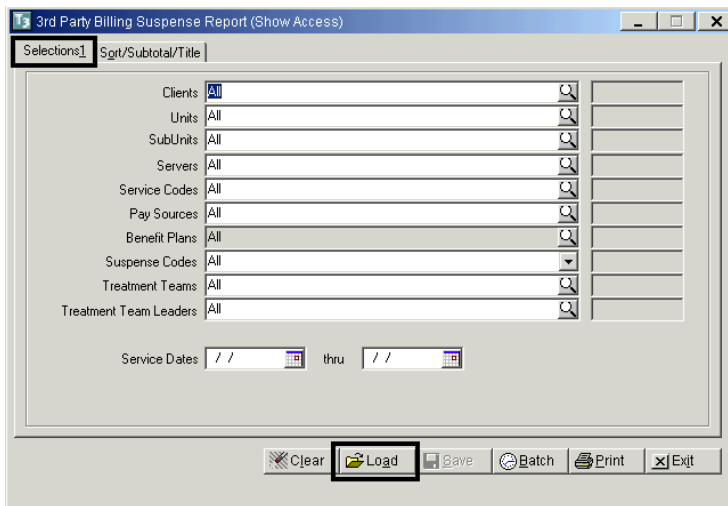 T3 3rd Party Billing Suspense Report (Show Access)
Selections1 Sort/Subtotal/Title
Clients All
Units All
SubUnits All
Servers All
Service Codes All
Pay Sources All
Benefit Plans All
Suspense Codes All
Treatment Teams All
Treatment Team Leaders All
Service Dates / / thru / /
Clear Load Save Batch Print Exit